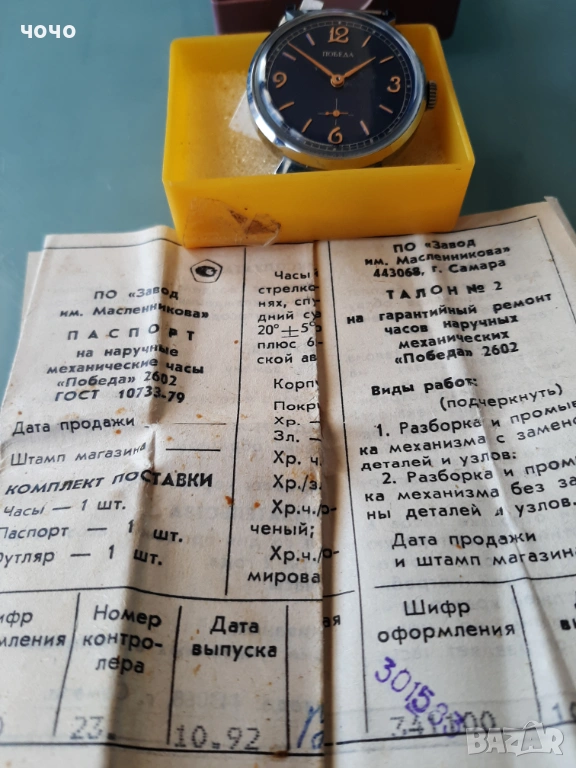 чочо
12
ПОБЕДА
9
3
6
ПО «Завод
им. Масленникова»
ПАСПОРТ
на наручные
механические часы
«Победа» 2602
ГОСТ 10733-79
Дата продажи
Штамп магазина
КОМПЛЕКТ ПОСТАВКИ
Часы — 1 шт.
Паспорт — 1 шт.
Футляр — 1 шт.
Номер
контро-
лера
Дата
выпуска
23.
10.92
Часы
стрелко-
нях, спу
дний су
20°±5°
плюс 6
ской ав
Корпу
Покры
Хр. —
Зл. —
Хр. ч.
Хр./з.
Хр.ч./р-
ченый;
Хр.ч./р-
мирова
ПО «Завод
им. Масленникова»
443068, г. Самара
ТАЛОН № 2
на гарантийный ремонт
часов наручных
механических
«Победа» 2602
Виды работ:
(подчеркнуть)
1. Разборка и промыв
ка механизма с замено
деталей и узлов:
2. Разборка и пром
ка механизма без за
ны деталей и узлов.
Дата продажи
и штамп магазина
Шифр
оформления
BAZAR.BG